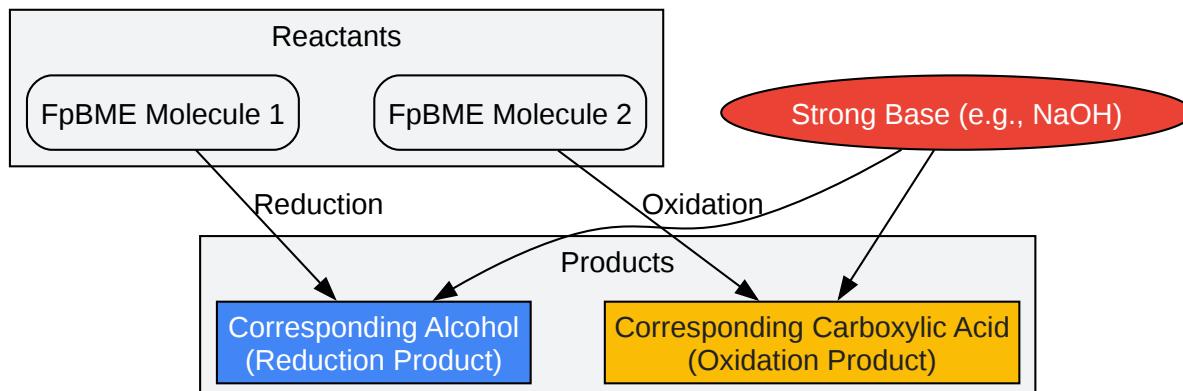 Reactants
FpBME Molecule 1
FpBME Molecule 2
Strong Base (e.g., NaOH)
Reduction
Oxidation
Products
Corresponding Alcohol
(Reduction Product)
Corresponding Carboxylic Acid
(Oxidation Product)